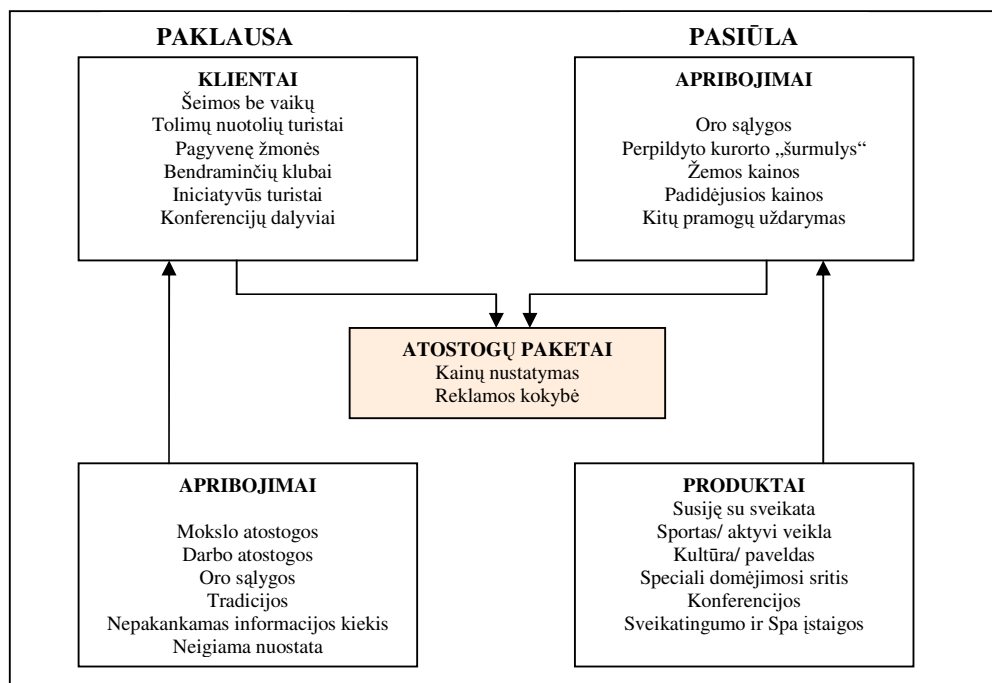 PAKLAUSA
KLIENTAI
Šeimos be vaikų
Tolimų nuotolių turistai
Pagyvenę žmonės
Bendraminčių klubai
Iniciatyvūs turistai
Konferencijų dalyviai
PASIŪLA
APRIBOJIMAI
Oro sąlygos
Perpildyto kurorto „šurmulys“
Žemos kainos
Padidėjusios kainos
Kitų pramogų uždarymas
ATOSTOGŲ PAKETAI
Kainų nustatymas
Reklamos kokybė
APRIBOJIMAI
Mokslo atostogos
Darbo atostogos
Oro sąlygos
Tradicijos
Nepakankamas informacijos kiekis
Neigiama nuostata
PRODUKTAI
Susiję su sveikata
Sportas/ aktyvi veikla
Kultūra/ paveldas
Speciali domėjimosi sritis
Konferencijos
Sveikatingumo ir Spa įstaigos